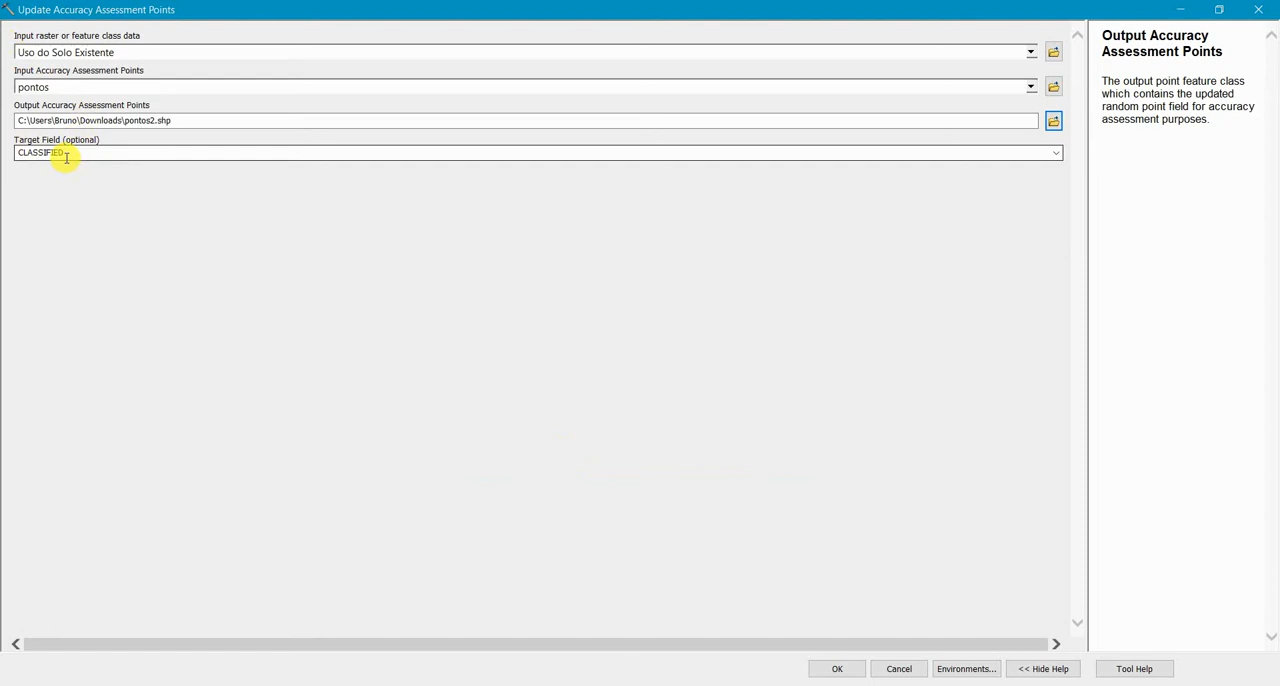 Update Accuracy Assessment Points
Input raster or feature class data
Uso do Solo Existente
Input Accuracy Assessment Points
pontos
Output Accuracy Assessment Points
C:\Users\Bruno\Downloads\pontos2.shp
Target Field (optional)
CLASSIFIED
Output Accuracy
Assessment Points
The output point feature class
which contains the updated
random point field for accuracy
assessment purposes.
OK
Cancel
Environments...
<< Hide Help
Tool Help